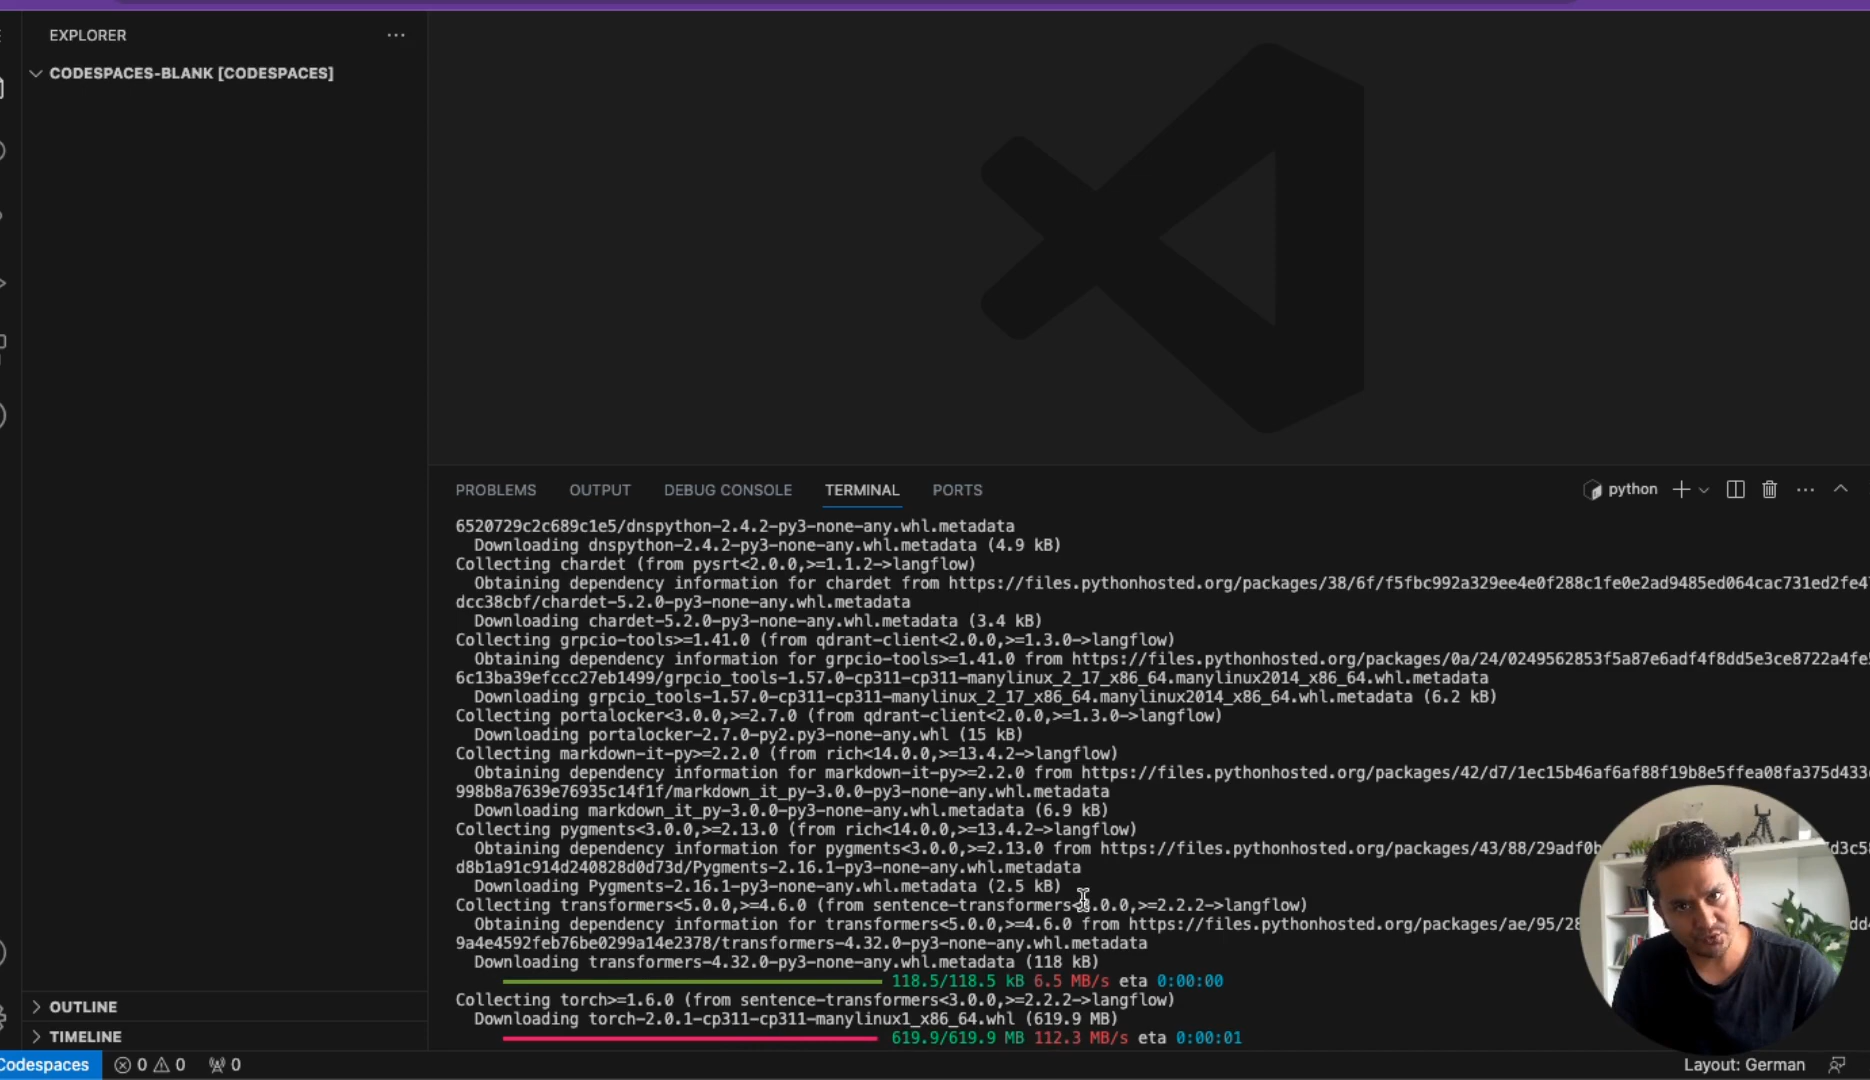 EXPLORER
CODESPACES-BLANK [CODESPACES]
PROBLEMS OUTPUT DEBUG CONSOLE TERMINAL PORTS python
6520729c2c689c1e5/dnspython-2.4.2-py3-none-any.whl.metadata
Downloading dnspython-2.4.2-py3-none-any.whl.metadata (4.9 kB)
Collecting chardet (from pysrt<2.0.0,>=1.1.2->langflow)
Obtaining dependency information for chardet from https://files.pythonhosted.org/packages/38/6f/f5fbc992a329ee4e0f288c1fe0e2ad9485ed064cac731ed2fe47
dcc38cbf/chardet-5.2.0-py3-none-any.whl.metadata
Downloading chardet-5.2.0-py3-none-any.whl.metadata (3.4 kB)
Collecting grpcio-tools>=1.41.0 (from qdrant-client<2.0.0,>=1.3.0->langflow)
Obtaining dependency information for grpcio-tools>=1.41.0 from https://files.pythonhosted.org/packages/0a/24/0249562853f5a87e6adf4f8dd5e3ce8722a4fe5
6c13ba39efccc27eb1499/grpcio_tools-1.57.0-cp311-cp311-manylinux_2_17_x86_64.manylinux2014_x86_64.whl.metadata
Downloading grpcio_tools-1.57.0-cp311-cp311-manylinux_2_17_x86_64.manylinux2014_x86_64.whl.metadata (6.2 kB)
Collecting portalocker<3.0.0,>=2.7.0 (from qdrant-client<2.0.0,>=1.3.0->langflow)
Downloading portalocker-2.7.0-py2.py3-none-any.whl (15 kB)
Collecting markdown-it-py>=2.2.0 (from rich<14.0.0,>=13.4.2->langflow)
Obtaining dependency information for markdown-it-py>=2.2.0 from https://files.pythonhosted.org/packages/42/d7/1ec15b46af6af88f19b8e5ffea08fa375d433c
998b8a7639e76935c14f1f/markdown_it_py-3.0.0-py3-none-any.whl.metadata
Downloading markdown_it_py-3.0.0-py3-none-any.whl.metadata (6.9 kB)
Collecting pygments<3.0.0,>=2.13.0 (from rich<14.0.0,>=13.4.2->langflow)
Obtaining dependency information for pygments<3.0.0,>=2.13.0 from https://files.pythonhosted.org/packages/43/88/29adf0b
d8b1a91c914d240828d0d73d/Pygments-2.16.1-py3-none-any.whl.metadata
Downloading Pygments-2.16.1-py3-none-any.whl.metadata (2.5 kB)
Collecting transformers<5.0.0,>=4.6.0 (from sentence-transformers<3.0.0,>=2.2.2->langflow)
Obtaining dependency information for transformers<5.0.0,>=4.6.0 from https://files.pythonhosted.org/packages/ae/95/28
9a4e4592feb76be0299a14e2378/transformers-4.32.0-py3-none-any.whl.metadata
Downloading transformers-4.32.0-py3-none-any.whl.metadata (118 kB)
118.5/118.5 kB 6.5 MB/s eta 0:00:00
Collecting torch>=1.6.0 (from sentence-transformers<3.0.0,>=2.2.2->langflow)
Downloading torch-2.0.1-cp311-cp311-manylinux1_x86_64.whl (619.9 MB)
619.9/619.9 MB 112.3 MB/s eta 0:00:01
OUTLINE
TIMELINE
Codespaces 0 0 0 Layout: German